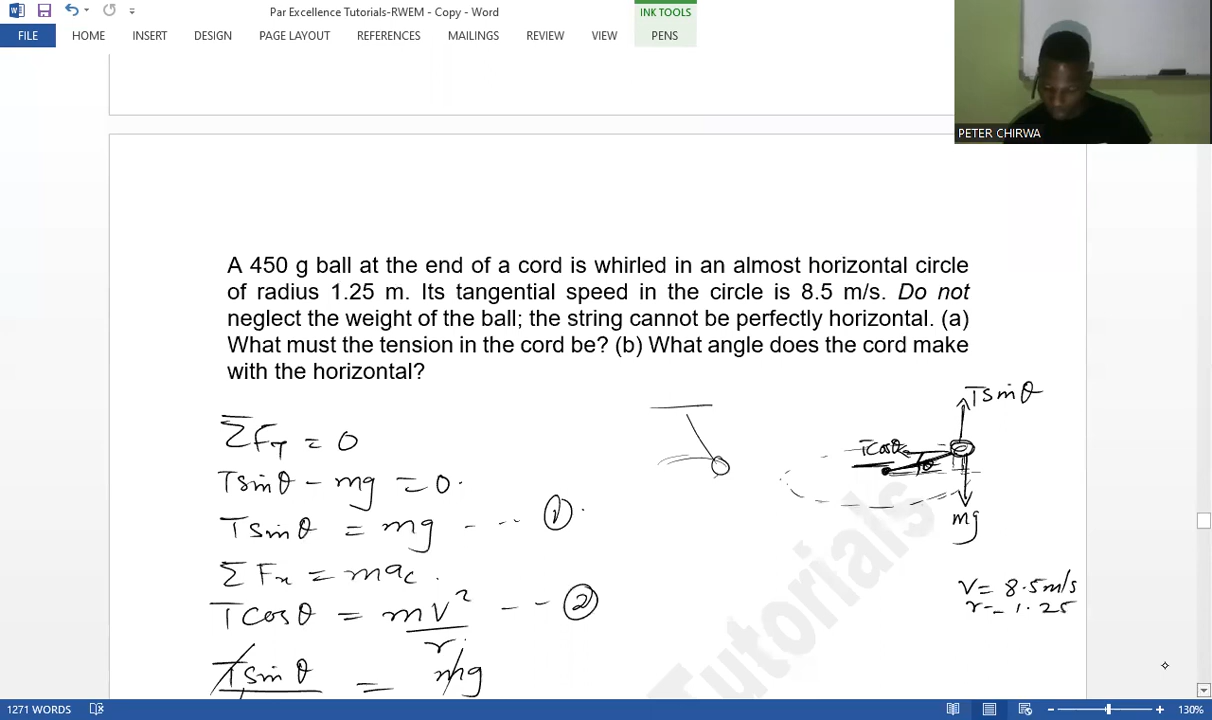 Par Excellence Tutorials-RWEM - Copy - Word
INK TOOLS
FILE HOME INSERT DESIGN PAGE LAYOUT REFERENCES MAILINGS REVIEW VIEW PENS
PETER CHIRWA
A 450 g ball at the end of a cord is whirled in an almost horizontal circle
of radius 1.25 m. Its tangential speed in the circle is 8.5 m/s. Do not
neglect the weight of the ball; the string cannot be perfectly horizontal. (a)
What must the tension in the cord be? (b) What angle does the cord make
with the horizontal?
Tsinθ
Tcosθ
θ
mg
V = 8.5m/s
r = 1.25
ΣFT = 0
Tsinθ - mg = 0.
Tsinθ = mg - - - ①.
ΣFx = mac.
Tcosθ = mv² - - ②
r
Tsinθ = mg
Tutorials
1271 WORDS
130%